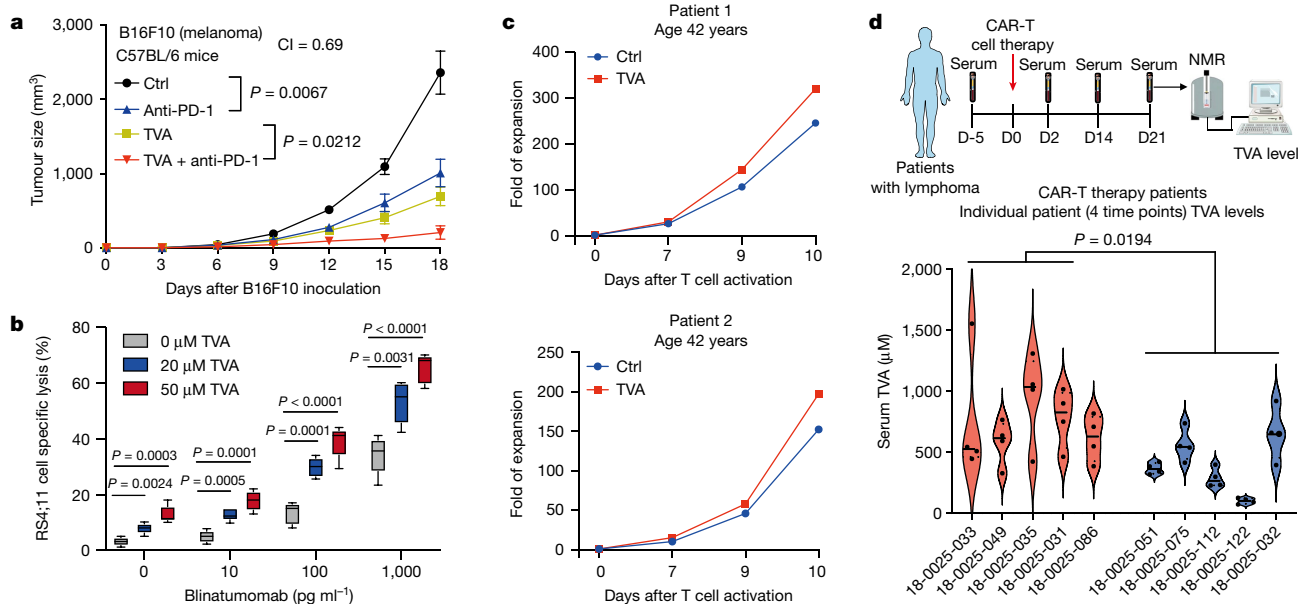 a
B16F10 (melanoma)
C57BL/6 mice
CI = 0.69
Ctrl
Anti-PD-1
TVA
TVA + anti-PD-1
P = 0.0067
P = 0.0212
Tumour size (mm³)
3,000
2,000
1,000
0
0 3 6 9 12 15 18
Days after B16F10 inoculation
b
0 μM TVA
20 μM TVA
50 μM TVA
RS4;11 cell specific lysis (%)
80
60
40
20
0
P = 0.0003
P = 0.0024
P = 0.0001
P = 0.0005
P < 0.0001
P = 0.0001
P < 0.0001
P = 0.0031
0 10 100 1,000
Blinatumomab (pg ml⁻¹)
c
Patient 1
Age 42 years
Ctrl
TVA
Fold of expansion
400
300
200
100
0
0 7 9 10
Days after T cell activation
Patient 2
Age 42 years
Ctrl
TVA
Fold of expansion
250
200
150
100
50
0
0 7 9 10
Days after T cell activation
d
CAR-T
cell therapy
Serum Serum Serum Serum
NMR
D-5 D0 D2 D14 D21
TVA level
Patients
with lymphoma
CAR-T therapy patients
Individual patient (4 time points) TVA levels
P = 0.0194
Serum TVA (μM)
2,000
1,500
1,000
500
0
18-0025-033
18-0025-049
18-0025-035
18-0025-031
18-0025-086
18-0025-051
18-0025-075
18-0025-112
18-0025-122
18-0025-032